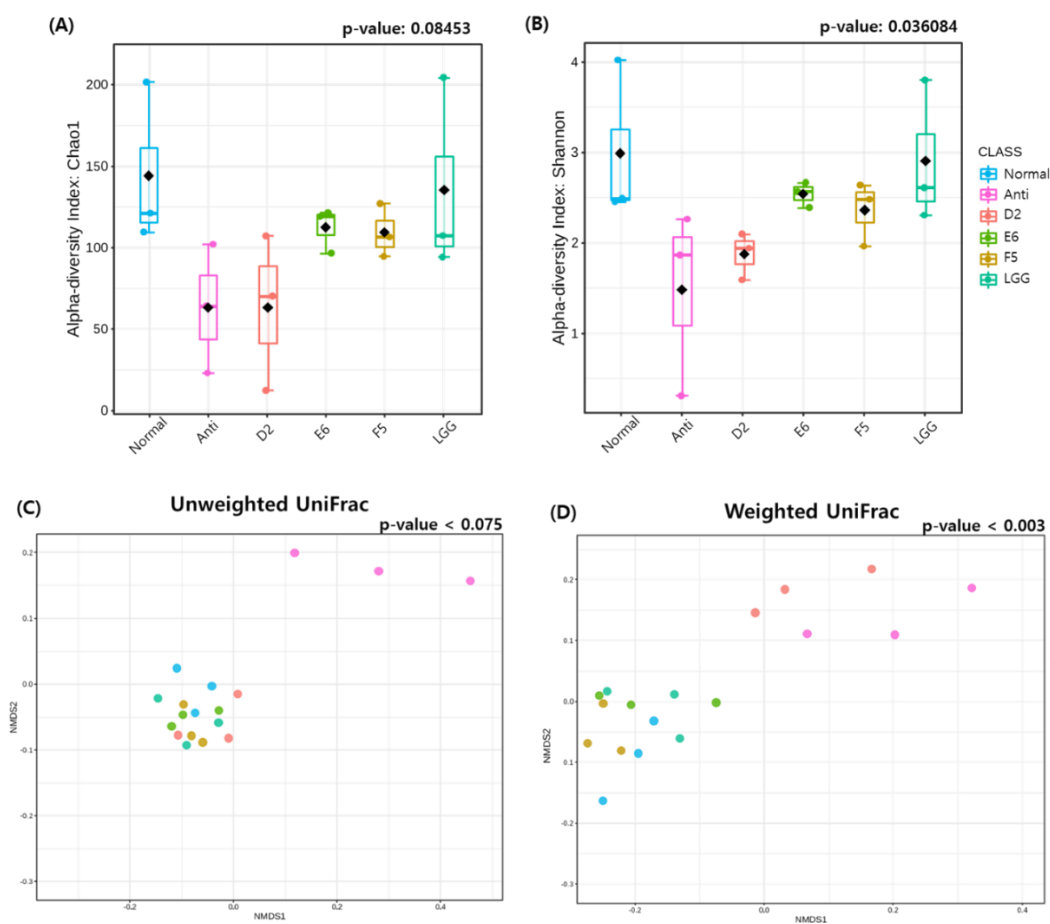 (A)
p-value: 0.08453
Alpha-diversity Index: Chao1
200
150
100
50
0
Normal
Anti
D2
E6
F5
LGG
(B)
p-value: 0.036084
Alpha-diversity Index: Shannon
4
3
2
1
Normal
Anti
D2
E6
F5
LGG
CLASS
Normal
Anti
D2
E6
F5
LGG
(C)
Unweighted UniFrac
p-value < 0.075
NMDS2
0.2
0.1
0.0
-0.1
-0.2
-0.3
-0.2
0.0
0.2
0.4
NMDS1
(D)
Weighted UniFrac
p-value < 0.003
NMDS2
0.2
0.1
0.0
-0.1
-0.2
-0.3
-0.2
0.0
0.2
0.4
NMDS1